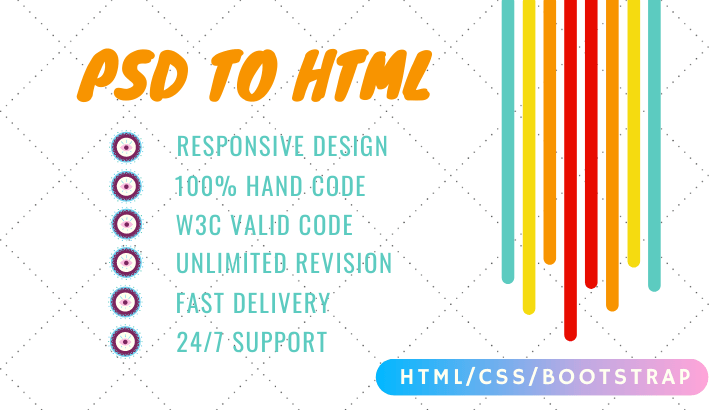 PSD TO HTML
RESPONSIVE DESIGN
100% HAND CODE
W3C VALID CODE
UNLIMITED REVISION
FAST DELIVERY
24/7 SUPPORT
HTML/CSS/BOOTSTRAP